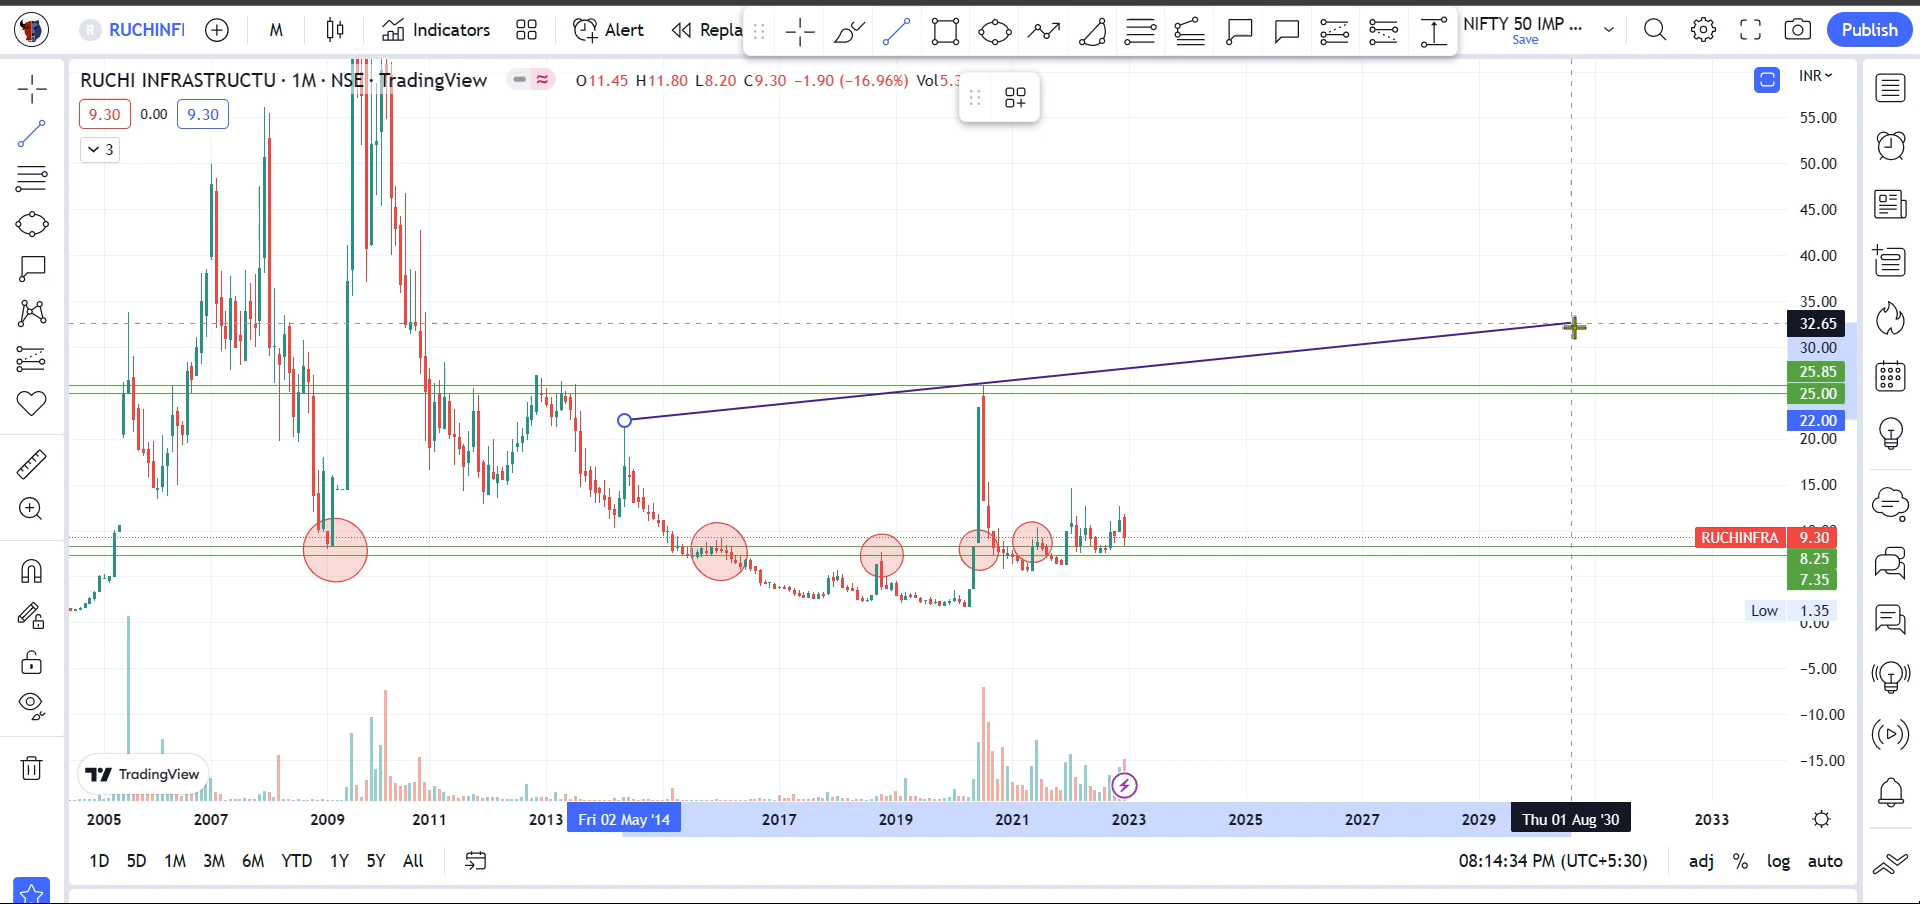 R RUCHINFI
M
Indicators
Alert
Repla
NIFTY 50 IMP ...
Save
Publish
RUCHI INFRASTRUCTU · 1M · NSE · TradingView
O11.45 H11.80 L8.20 C9.30 −1.90 (−16.96%) Vol5.3
INR
9.30 0.00 9.30
3
55.00
50.00
45.00
40.00
35.00
32.65
30.00
25.85
25.00
22.00
20.00
15.00
RUCHINFRA 9.30
8.25
7.35
Low 1.35
0.00
−5.00
−10.00
−15.00
TradingView
2005 2007 2009 2011 2013 Fri 02 May '14 2017 2019 2021 2023 2025 2027 2029 Thu 01 Aug '30 2033
1D 5D 1M 3M 6M YTD 1Y 5Y All
08:14:34 PM (UTC+5:30) adj % log auto